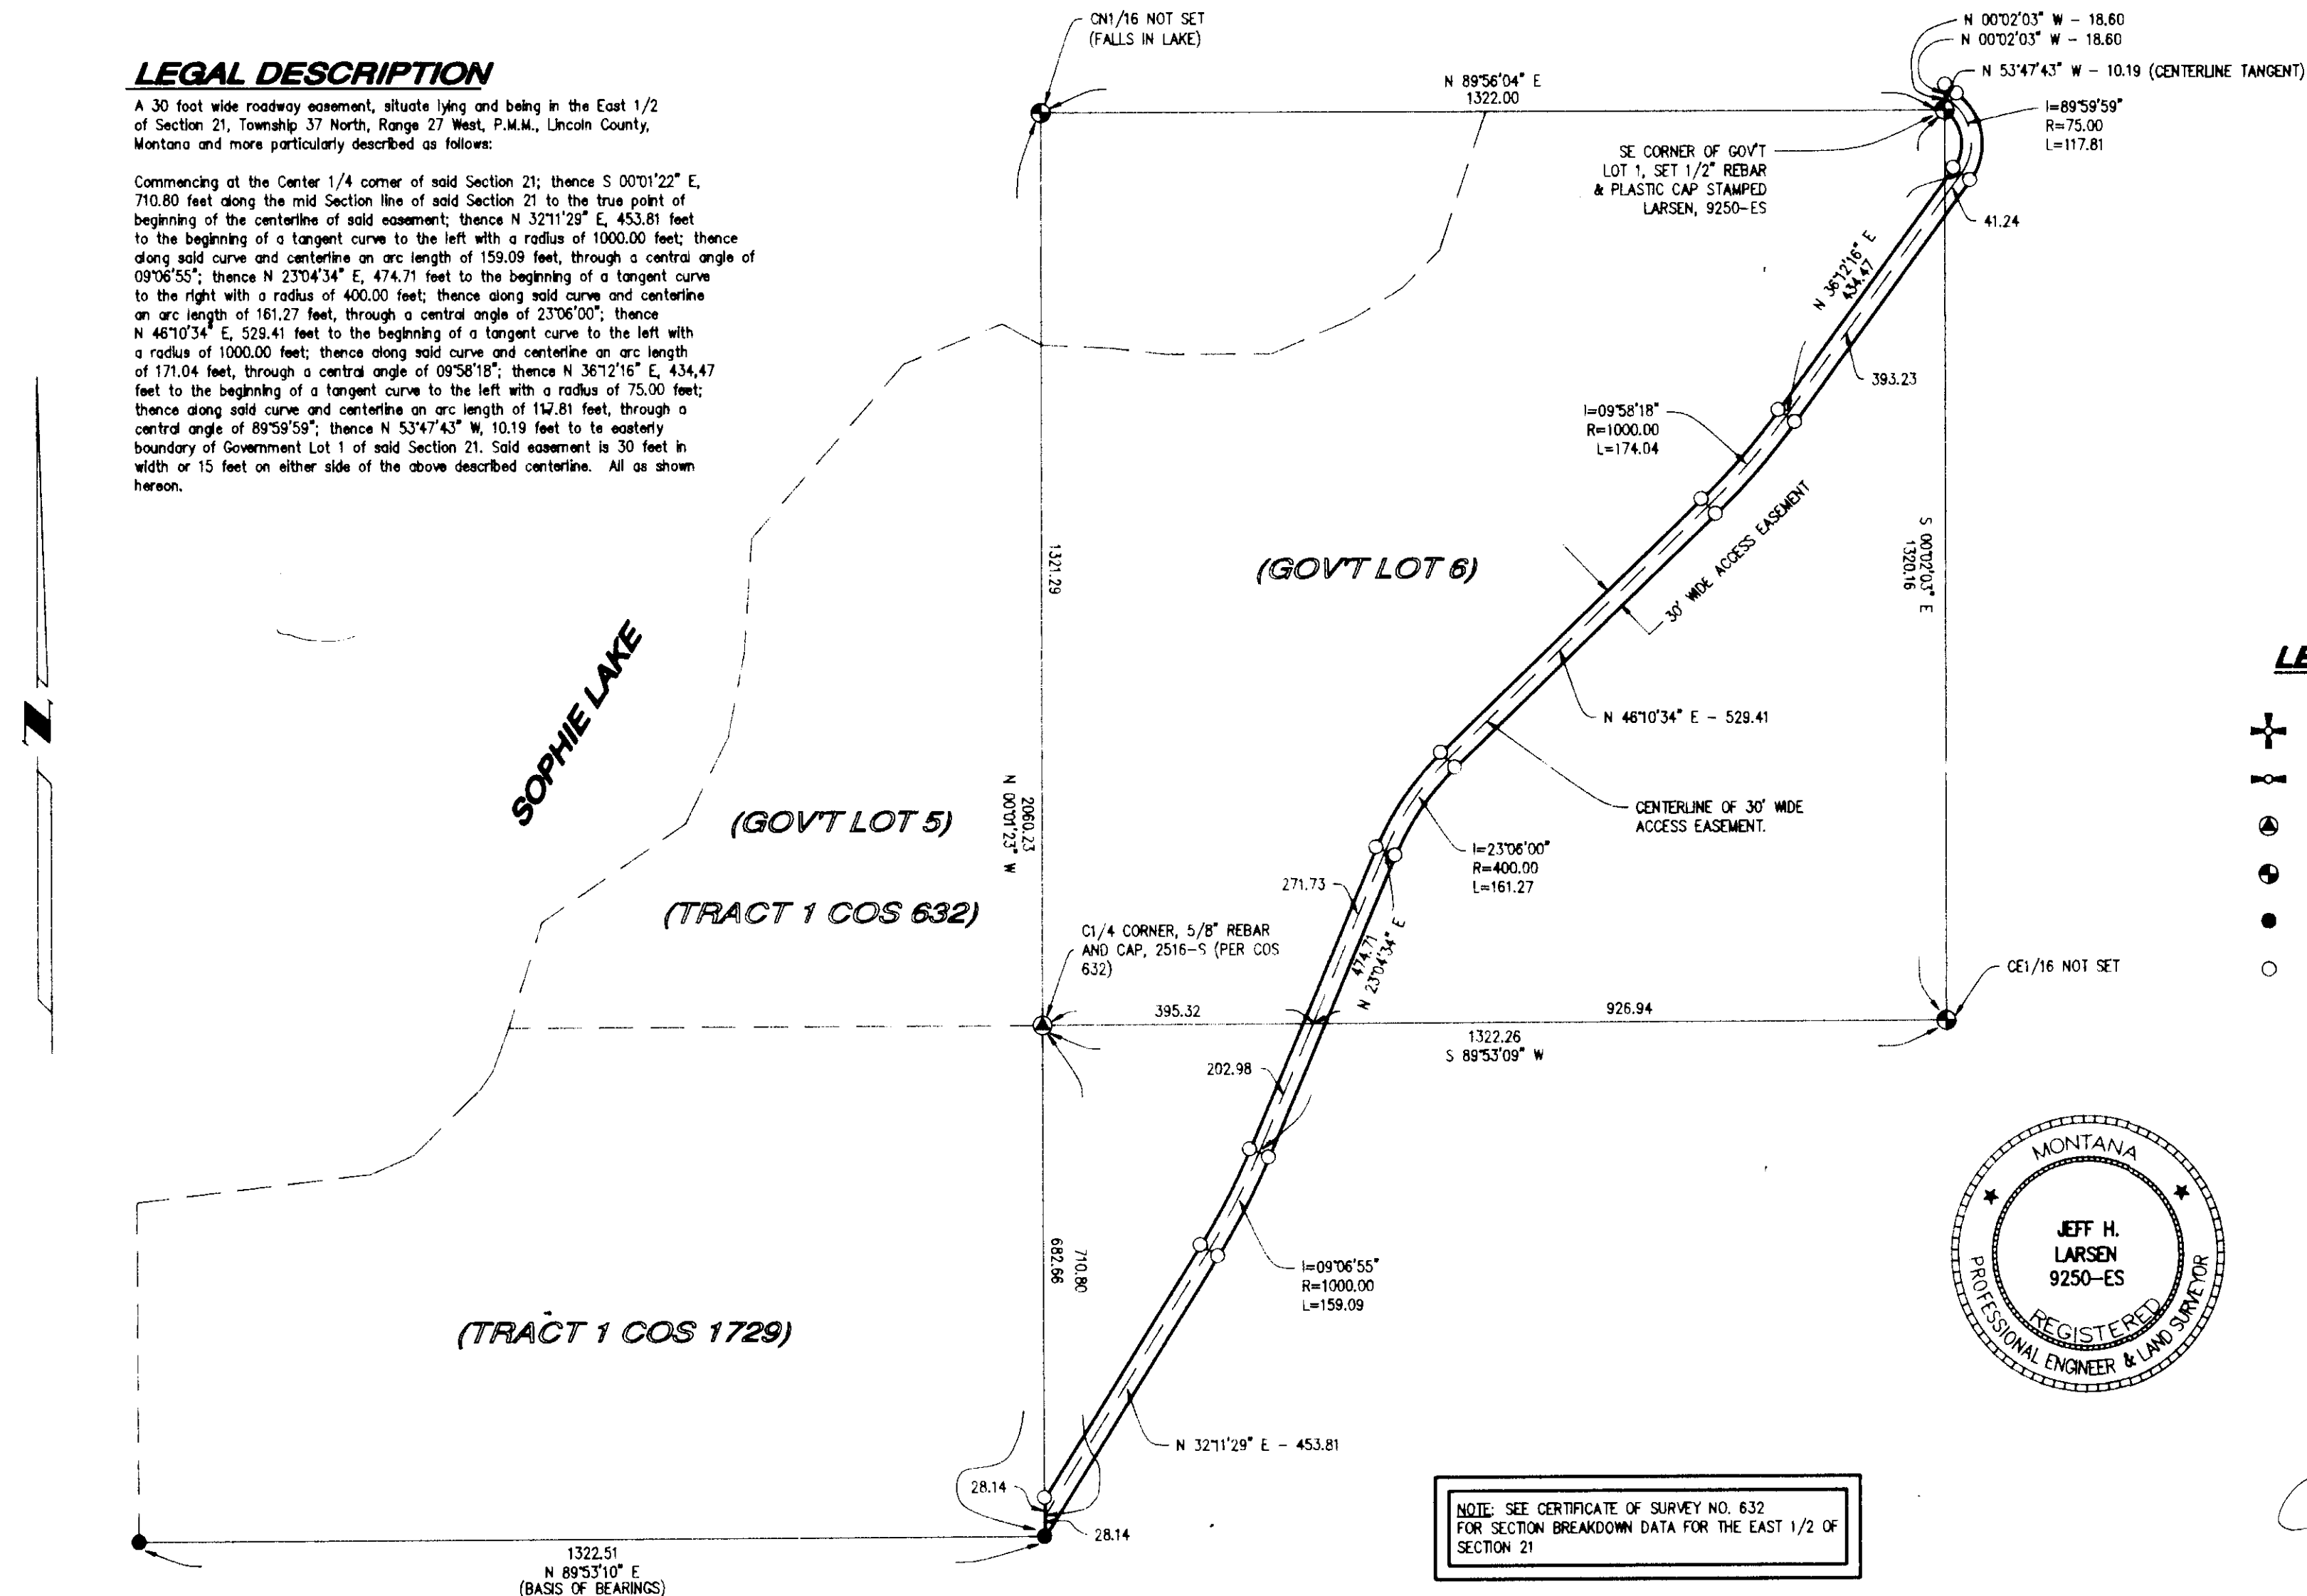 LEGAL DESCRIPTION
A 30 foot wide roadway easement, situate lying and being in the East 1/2
of Section 21, Township 37 North, Range 27 West, P.M.M., Lincoln County,
Montana and more particularly described as follows:
Commencing at the Center 1/4 corner of said Section 21; thence S 00°01'22" E,
710.80 feet along the mid Section line of said Section 21 to the true point of
beginning of the centerline of said easement; thence N 32°11'29" E, 453.81 feet
to the beginning of a tangent curve to the left with a radius of 1000.00 feet; thence
along said curve and centerline an arc length of 159.09 feet, through a central angle of
09°06'55"; thence N 23°04'34" E, 474.71 feet to the beginning of a tangent curve
to the right with a radius of 400.00 feet; thence along said curve and centerline
an arc length of 161.27 feet, through a central angle of 23°06'00"; thence
N 46°10'34" E, 529.41 feet to the beginning of a tangent curve to the left with
a radius of 1000.00 feet; thence along said curve and centerline an arc length
of 171.04 feet, through a central angle of 09°58'18"; thence N 36°12'16" E, 434,47
feet to the beginning of a tangent curve to the left with a radius of 75.00 feet;
thence along said curve and centerline an arc length of 117.81 feet, through a
central angle of 89°59'59"; thence N 53°47'43" W, 10.19 feet to te easterly
boundary of Government Lot 1 of said Section 21. Said easement is 30 feet in
width or 15 feet on either side of the above described centerline. All as shown
hereon.
CN1/16 NOT SET
(FALLS IN LAKE)
N 89°56'04" E
1322.00
N 00°02'03" W - 18.60
N 00°02'03" W - 18.60
N 53°47'43" W - 10.19 (CENTERLINE TANGENT)
I=89°59'59"
R=75.00
L=117.81
SE CORNER OF GOV'T
LOT 1, SET 1/2" REBAR
& PLASTIC CAP STAMPED
LARSEN, 9250-ES
41.24
N 36°12'16" E
434.47
393.23
I=09°58'18"
R=1000.00
L=174.04
30' WIDE ACCESS EASEMENT
S 00°02'03" E
1320.16
1321.29
(GOV'T LOT 6)
N
SOPHIE LAKE
N 46°10'34" E - 529.41
2060.23
N 00°01'23" W
(GOV'T LOT 5)
CENTERLINE OF 30' WIDE
ACCESS EASEMENT.
I=23°06'00"
R=400.00
L=161.27
271.73
(TRACT 1 COS 632)
C1/4 CORNER, 5/8" REBAR
AND CAP, 2516-S (PER COS
632)
474.71
N 23°04'34" E
CE1/16 NOT SET
395.32
926.94
1322.26
S 89°53'09" W
202.98
710.80
682.66
I=09°06'55"
R=1000.00
L=159.09
(TRACT 1 COS 1729)
MONTANA
JEFF H.
LARSEN
9250-ES
REGISTERED
PROFESSIONAL ENGINEER & LAND SURVEYOR
N 32°11'29" E - 453.81
28.14
28.14
1322.51
N 89°53'10" E
(BASIS OF BEARINGS)
NOTE: SEE CERTIFICATE OF SURVEY NO. 632
FOR SECTION BREAKDOWN DATA FOR THE EAST 1/2 OF
SECTION 21